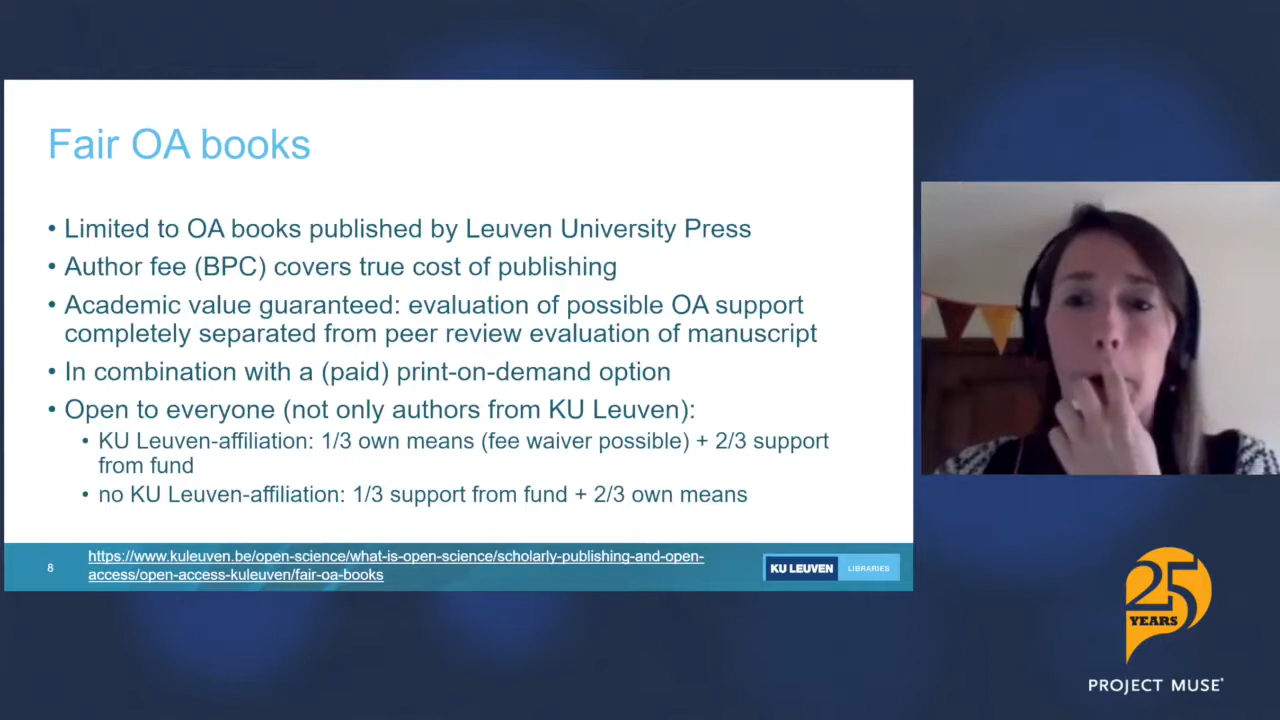 Fair OA books
• Limited to OA books published by Leuven University Press
• Author fee (BPC) covers true cost of publishing
• Academic value guaranteed: evaluation of possible OA support
completely separated from peer review evaluation of manuscript
• In combination with a (paid) print-on-demand option
• Open to everyone (not only authors from KU Leuven):
• KU Leuven-affiliation: 1/3 own means (fee waiver possible) + 2/3 support
from fund
• no KU Leuven-affiliation: 1/3 support from fund + 2/3 own means
8
https://www.kuleuven.be/open-science/what-is-open-science/scholarly-publishing-and-open-
access/open-access-kuleuven/fair-oa-books
KU LEUVEN LIBRARIES
25
YEARS
PROJECT MUSE®